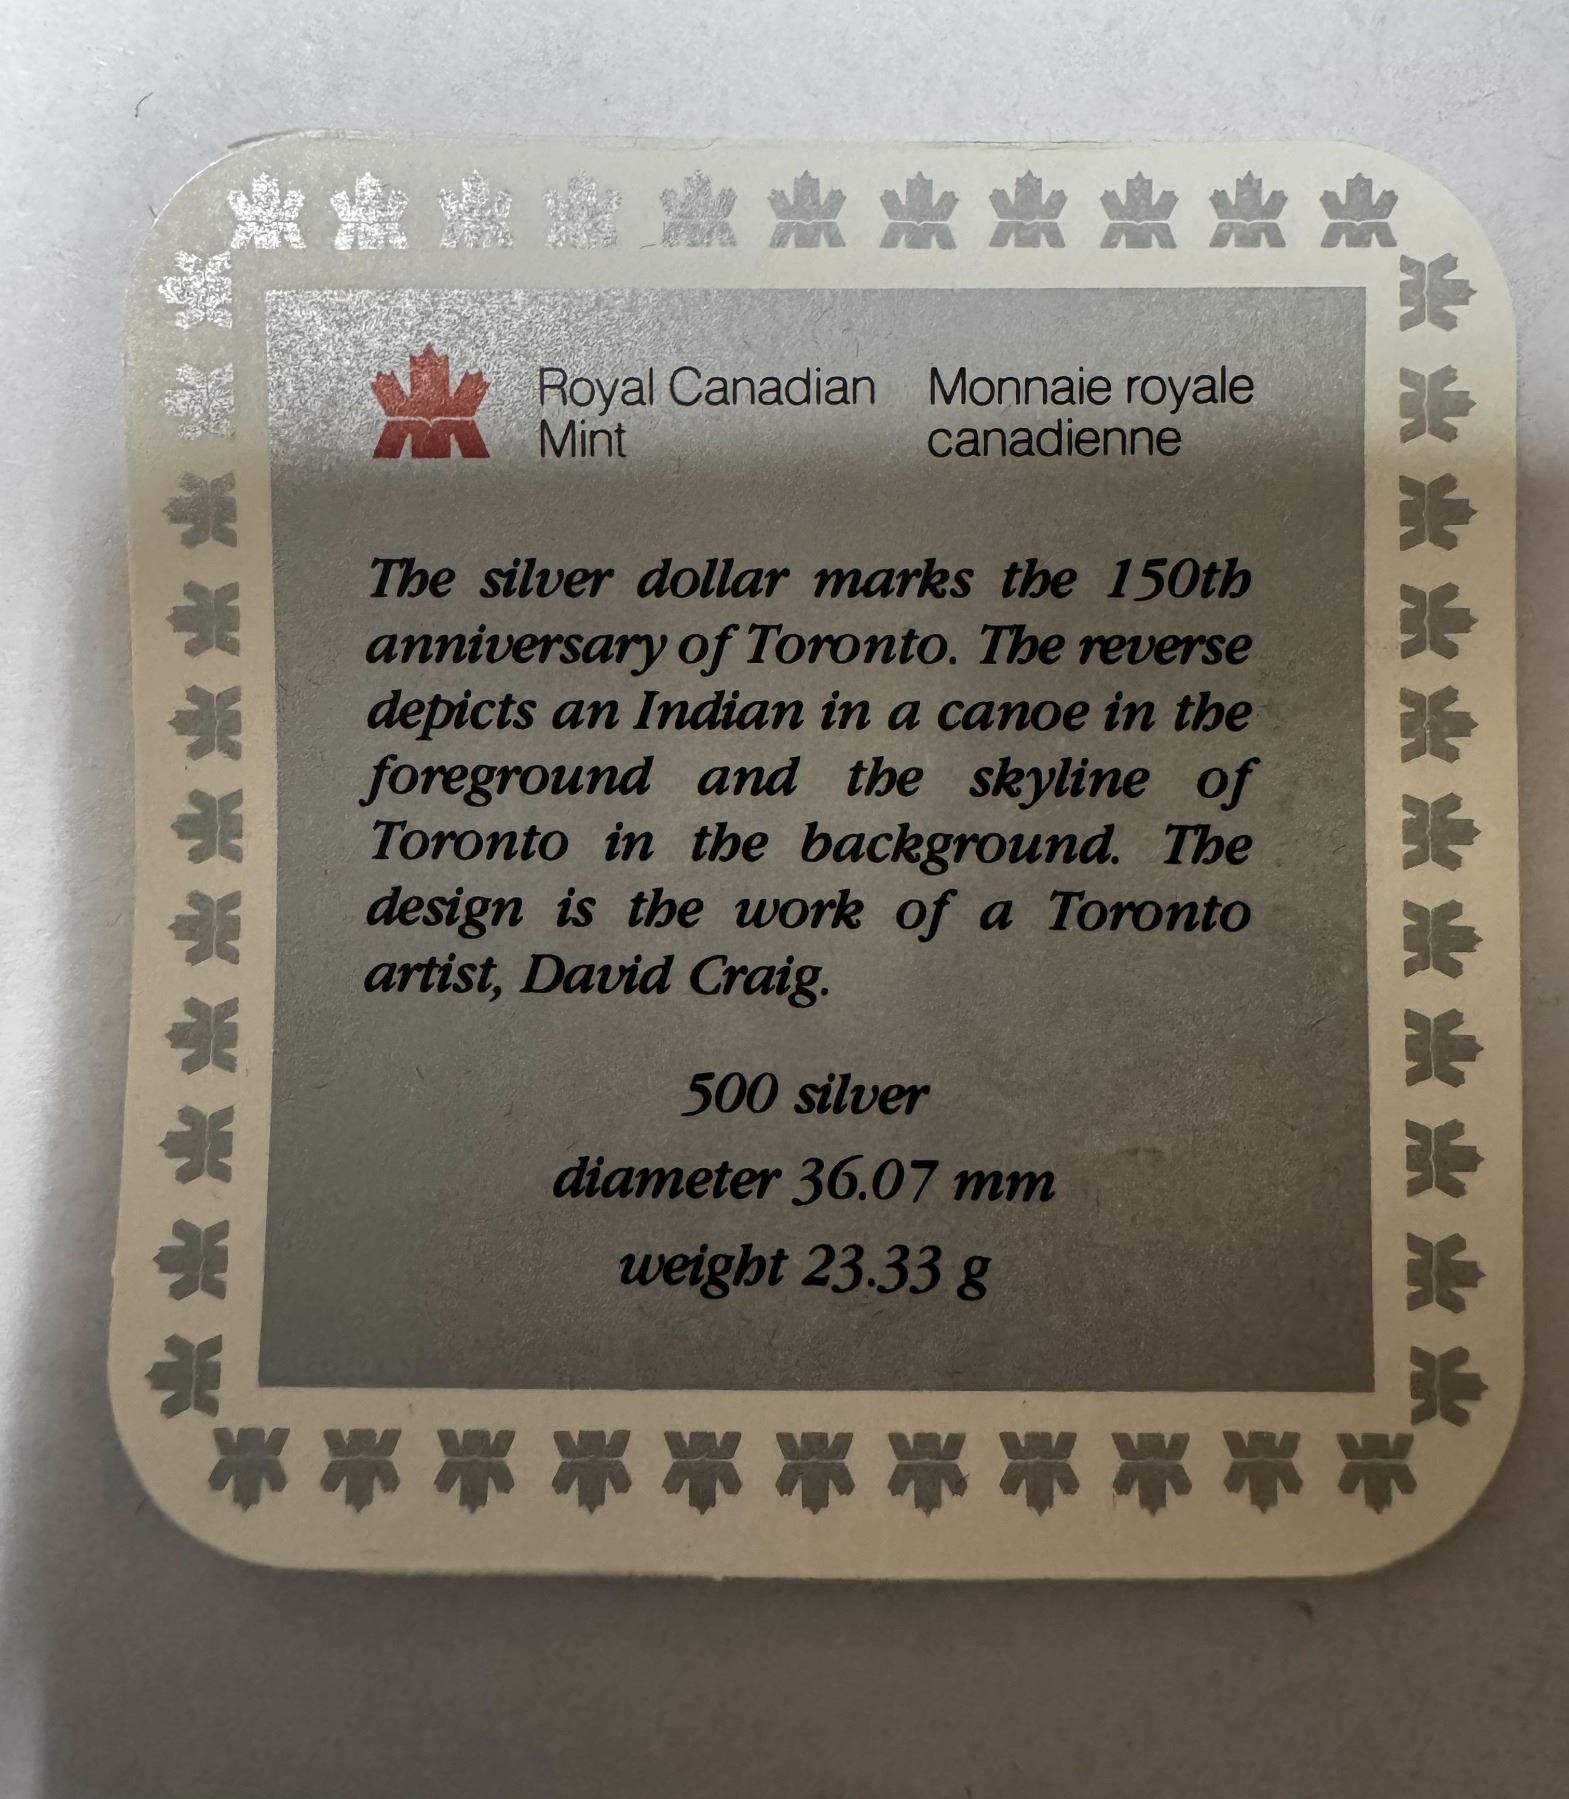 Royal Canadian Mint
Monnaie royale canadienne
The silver dollar marks the 150th
anniversary of Toronto. The reverse
depicts an Indian in a canoe in the
foreground and the skyline of
Toronto in the background. The
design is the work of a Toronto
artist, David Craig.
500 silver
diameter 36.07 mm
weight 23.33 g